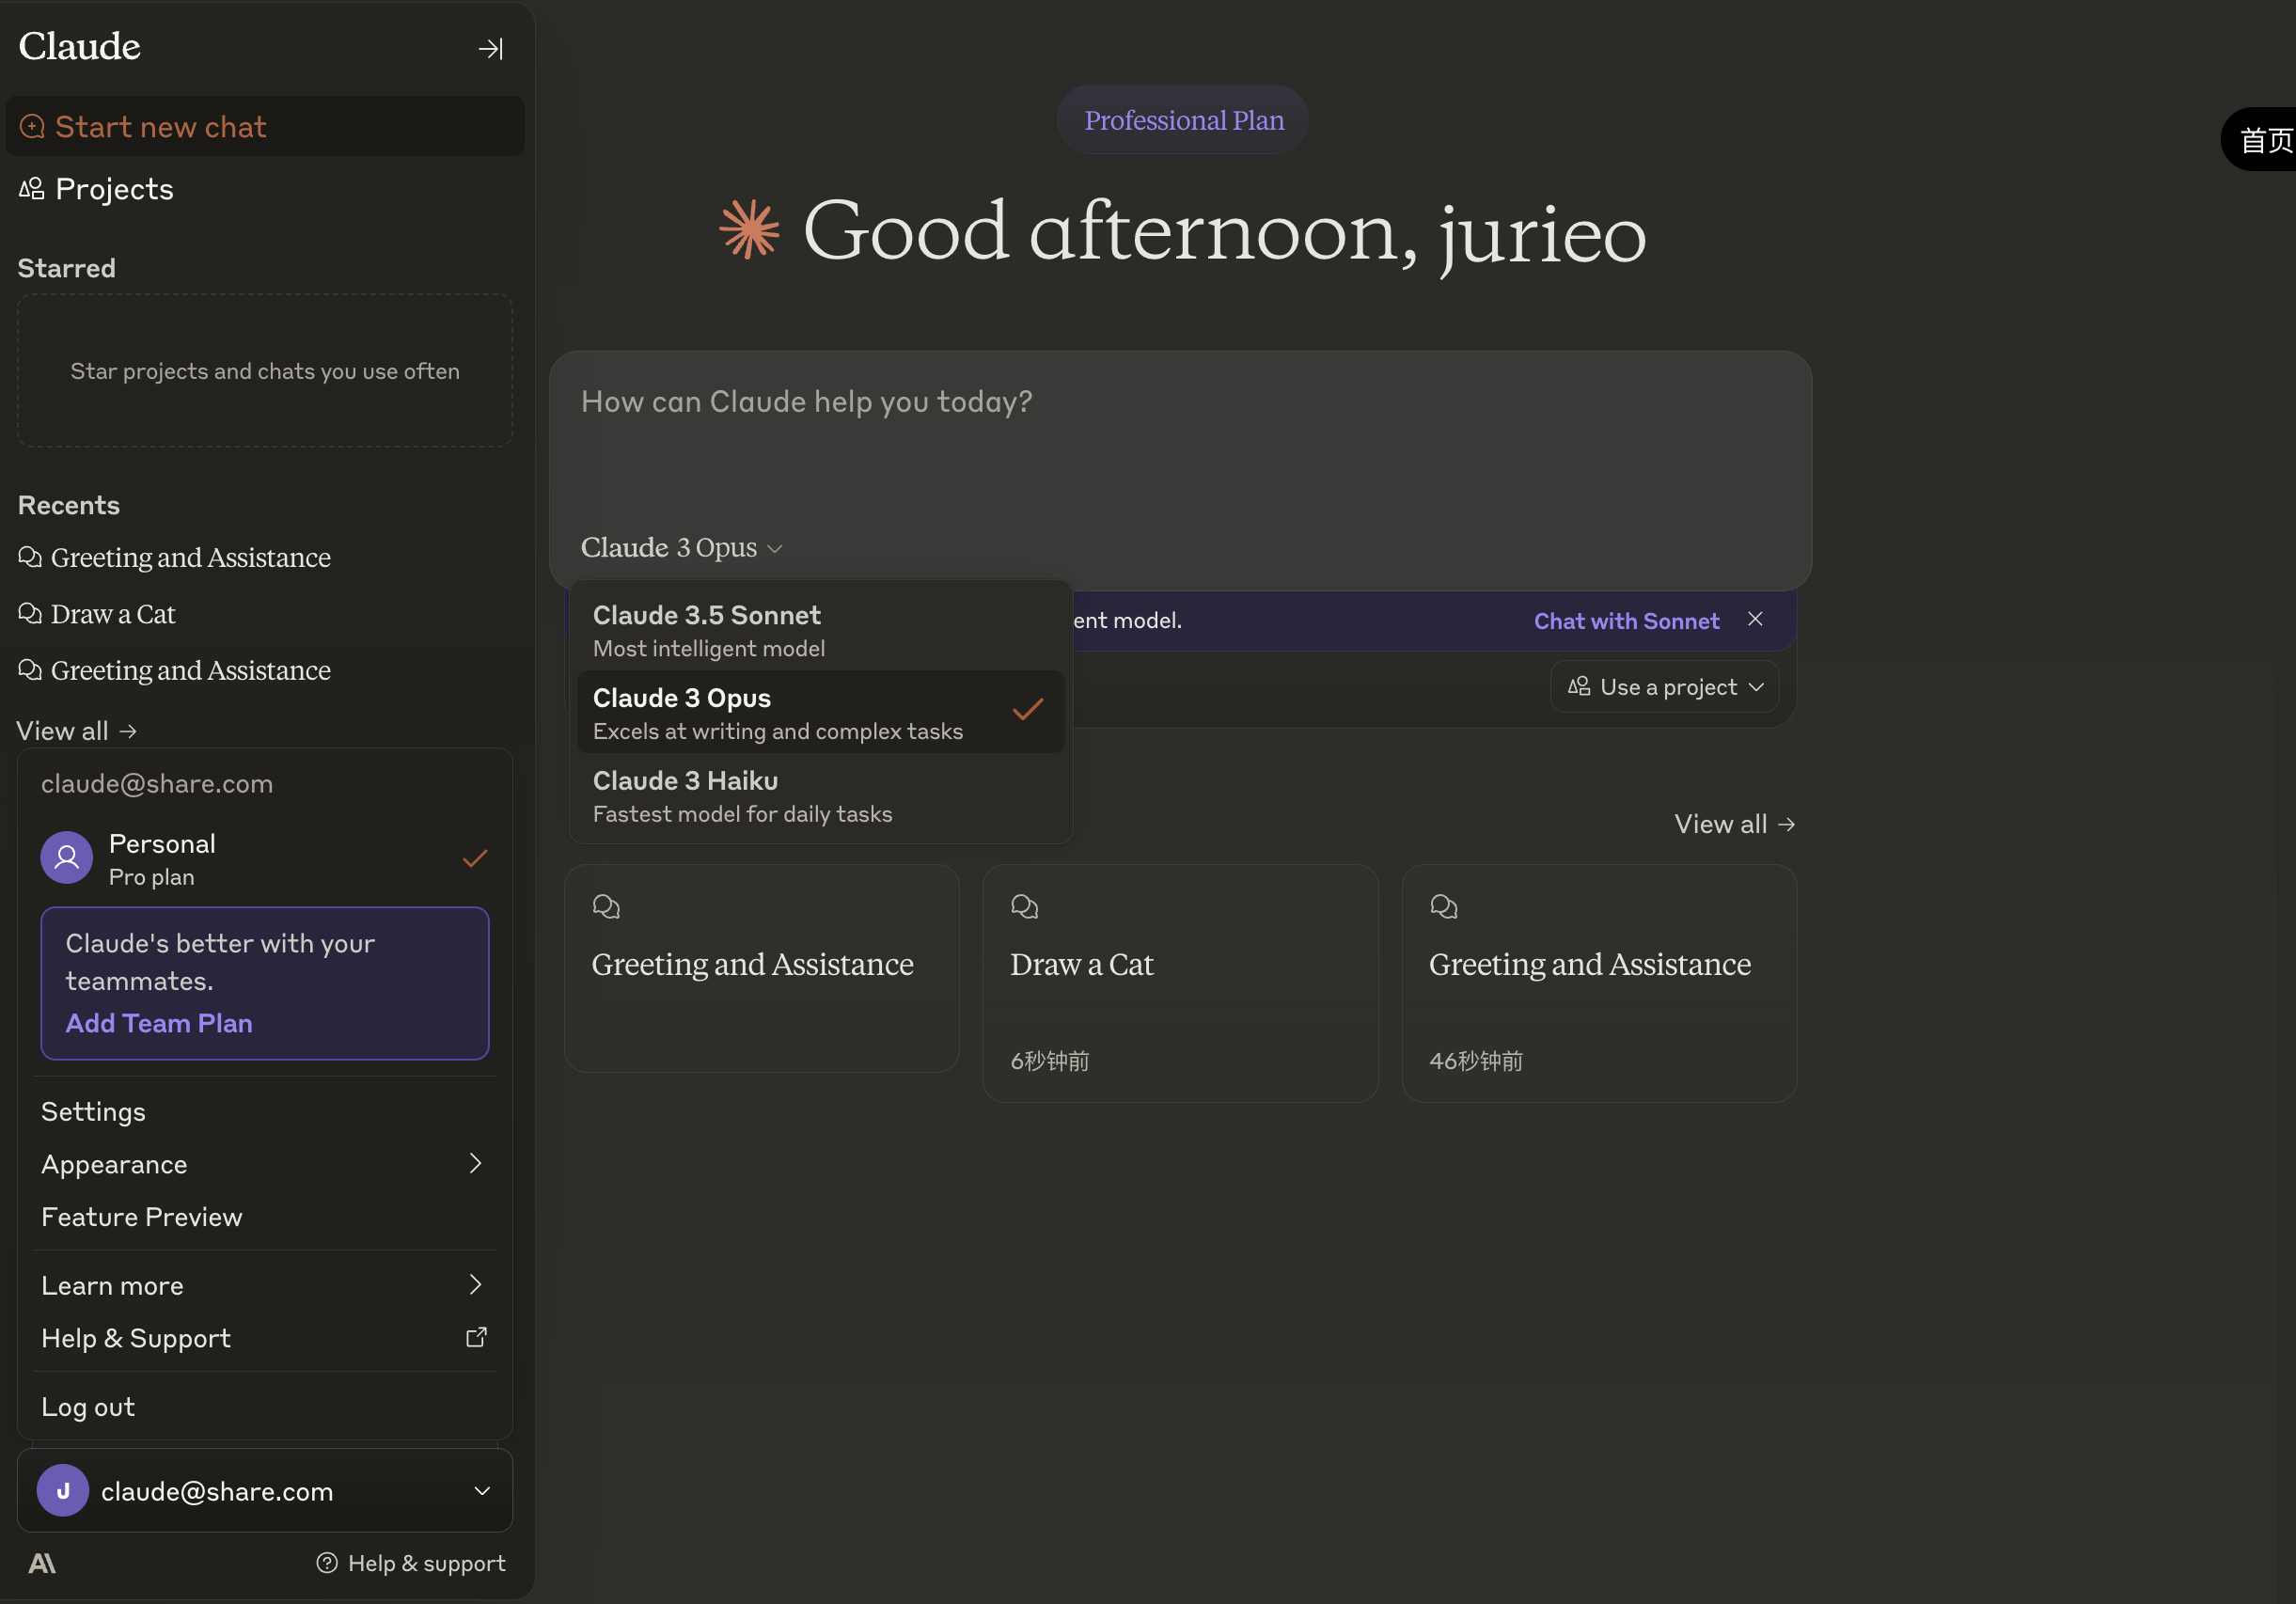 Claude
Start new chat
Projects
Starred
Star projects and chats you use often
Recents
Greeting and Assistance
Draw a Cat
Greeting and Assistance
View all →
claude@share.com
Personal
Pro plan
Claude's better with your
teammates.
Add Team Plan
Settings
Appearance
Feature Preview
Learn more
Help & Support
Log out
J
claude@share.com
Help & support
Professional Plan
首页
Good afternoon, jurieo
How can Claude help you today?
Claude 3 Opus
Claude 3.5 Sonnet
Most intelligent model
Claude 3 Opus
Excels at writing and complex tasks
Claude 3 Haiku
Fastest model for daily tasks
ent model.
Chat with Sonnet
Use a project
View all →
Greeting and Assistance
Draw a Cat
6秒钟前
Greeting and Assistance
46秒钟前